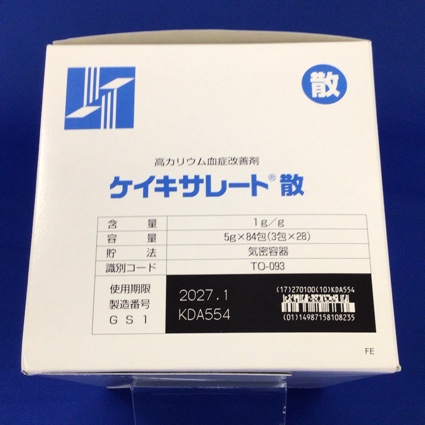 散
高カリウム血症改善剤
ケイキサレート®散
含 量 1g/g
容 量 5g×84包(3包×28)
貯 法 気密容器
識別コード TO-093
使用期限 2027.1
製造番号 KDA554
GS1
(17)270100(10)KDA554
(01)14987158108235
FE